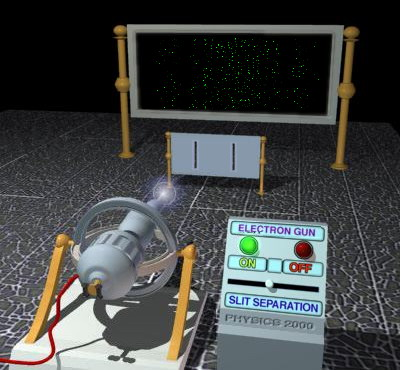 ELECTRON GUN
ON OFF
SLIT SEPARATION
PHYSICS 2000